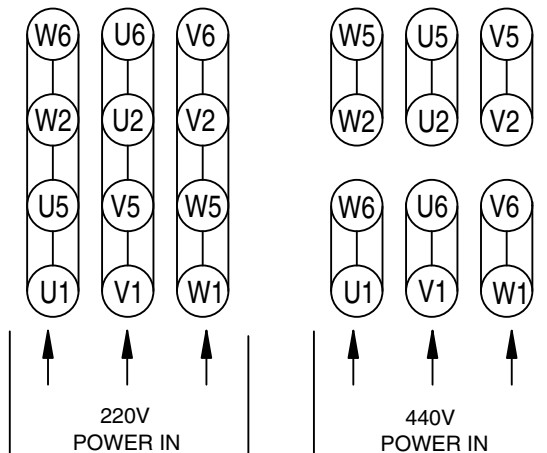 W6 U6 V6 W5 U5 V5
W2 U2 V2 W2 U2 V2
U5 V5 W5 W6 U6 V6
U1 V1 W1 U1 V1 W1
220V 440V
POWER IN POWER IN